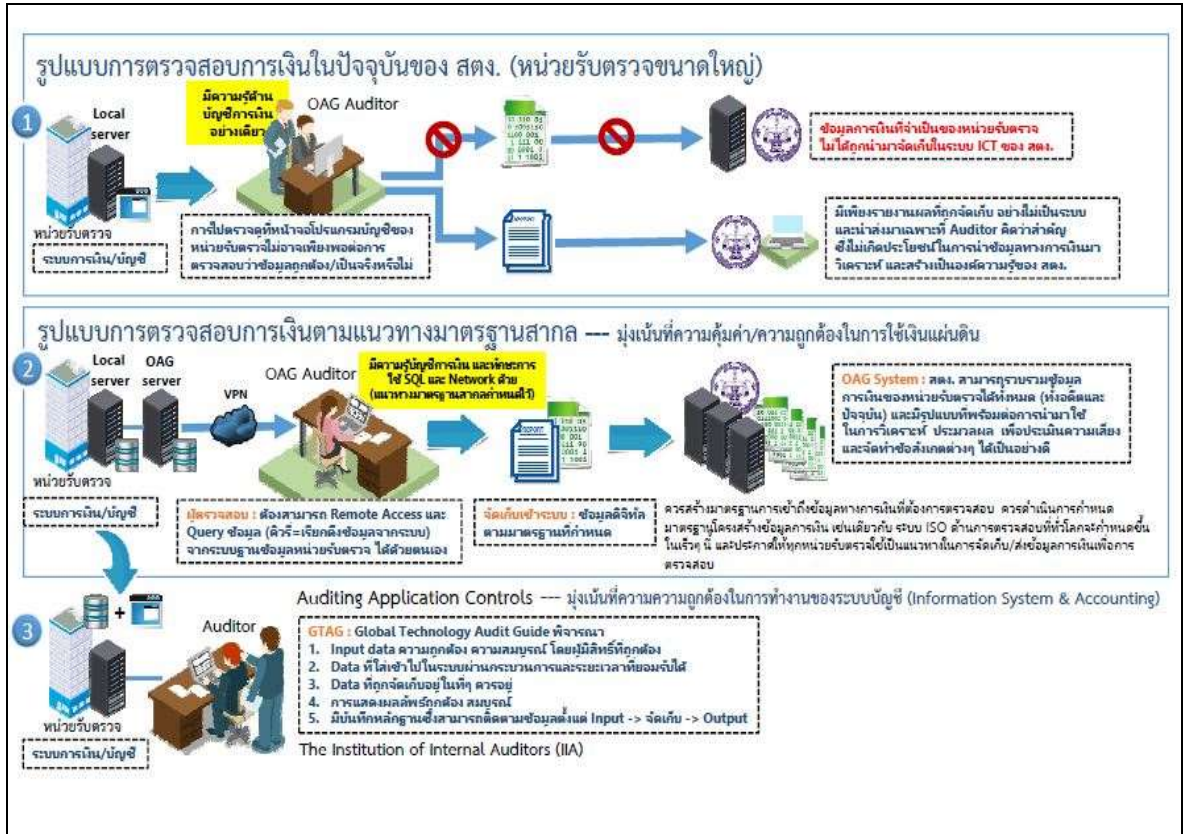 รูปแบบการตรวจสอบการเงินในปัจจุบันของ สตง. (หน่วยรับตรวจขนาดใหญ่)
1
Local
server
มีความรู้ด้าน
บัญชีการเงิน
อย่างเดียว
OAG Auditor
ข้อมูลการเงินที่จำเป็นของหน่วยรับตรวจ
ไม่ได้ถูกนำมาจัดเก็บในระบบ ICT ของ สตง.
หน่วยรับตรวจ
ระบบการเงิน/บัญชี
การไปตรวจดูที่หน้าจอโปรแกรมบัญชีของ
หน่วยรับตรวจไม่อาจเพียงพอต่อการ
ตรวจสอบว่าข้อมูลถูกต้อง/เป็นจริงหรือไม่
REPORT
มีเพียงรายงานผลที่ถูกจัดเก็บ อย่างไม่เป็นระบบ
และนำส่งมาเฉพาะที่ Auditor คิดว่าสำคัญ
ซึ่งไม่เกิดประโยชน์ในการนำข้อมูลทางการเงินมา
วิเคราะห์ และสร้างเป็นองค์ความรู้ของ สตง.
รูปแบบการตรวจสอบการเงินตามแนวทางมาตรฐานสากล --- มุ่งเน้นที่ความคุ้มค่า/ความถูกต้องในการใช้เงินแผ่นดิน
2
Local
server
OAG
server
VPN
OAG Auditor
มีความรู้บัญชีการเงิน และทักษะการ
ใช้ SQL และ Network ด้วย
(แนวทางมาตรฐานสากลกำหนดไว้)
REPORT
OAG System : สตง. สามารถรวบรวมข้อมูล
การเงินของหน่วยรับตรวจได้ทั้งหมด (ทั้งอดีตและ
ปัจจุบัน) และมีรูปแบบที่พร้อมต่อการนำมาใช้
ในการวิเคราะห์ ประมวลผล เพื่อประเมินความเสี่ยง
และจัดทำข้อสังเกตต่างๆ ได้เป็นอย่างดี
หน่วยรับตรวจ
ระบบการเงิน/บัญชี
ผู้ตรวจสอบ : ต้องสามารถ Remote Access และ
Query ข้อมูล (คิวรี่=เรียกดึงข้อมูลจากระบบ)
จากระบบฐานข้อมูลหน่วยรับตรวจ ได้ด้วยตนเอง
จัดเก็บเข้าระบบ : ข้อมูลดิจิทัล
ตามมาตรฐานที่กำหนด
ควรสร้างมาตรฐานการเข้าถึงข้อมูลทางการเงินที่ต้องการตรวจสอบ ควรดำเนินการกำหนด
มาตรฐานโครงสร้างข้อมูลการเงิน เช่นเดียวกับ ระบบ ISO ด้านการตรวจสอบที่ทั่วโลกจะกำหนดขึ้น
ในเร็วๆ นี้ และประกาศให้ทุกหน่วยรับตรวจใช้เป็นแนวทางในการจัดเก็บ/ส่งข้อมูลการเงินเพื่อการ
ตรวจสอบ
3
Auditor
Auditing Application Controls --- มุ่งเน้นที่ความความถูกต้องในการทำงานของระบบบัญชี (Information System & Accounting)
GTAG : Global Technology Audit Guide พิจารณา
1. Input data ความถูกต้อง ความสมบูรณ์ โดยผู้มีสิทธิ์ที่ถูกต้อง
2. Data ที่ใส่เข้าไปในระบบผ่านกระบวนการและระยะเวลาที่ยอมรับได้
3. Data ที่ถูกจัดเก็บอยู่ในที่ๆ ควรอยู่
4. การแสดงผลลัพธ์ถูกต้อง สมบูรณ์
5. มีบันทึกหลักฐานซึ่งสามารถติดตามข้อมูลตั้งแต่ Input -> จัดเก็บ -> Output
หน่วยรับตรวจ
ระบบการเงิน/บัญชี
The Institution of Internal Auditors (IIA)